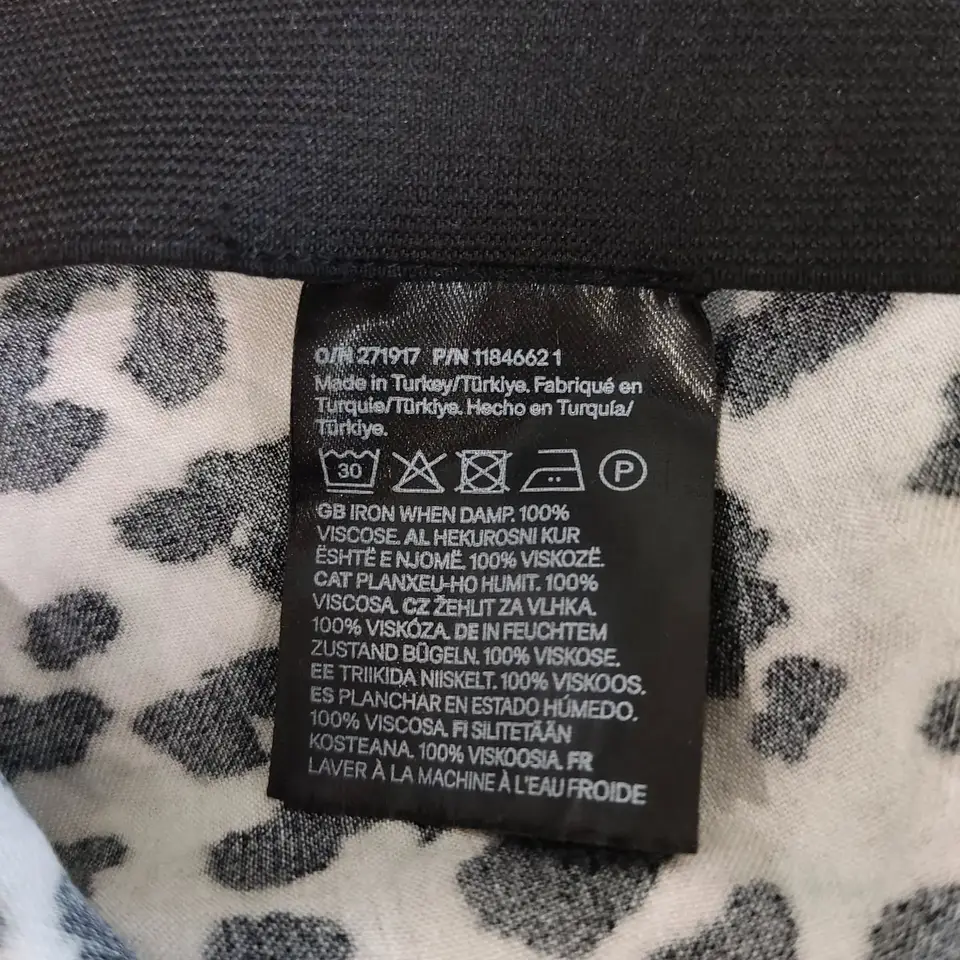 O/N 271917 P/N 1184662 1
Made in Turkey/Türkiye. Fabriqué en
Turquie/Türkiye. Hecho en Turquía/
Türkiye.
30 P
GB IRON WHEN DAMP. 100%
VISCOSE. AL HEKUROSNI KUR
ËSHTË E NJOMË. 100% VISKOZË.
CAT PLANXEU-HO HUMIT. 100%
VISCOSA. CZ ŽEHLIT ZA VLHKA.
100% VISKÓZA. DE IN FEUCHTEM
ZUSTAND BÜGELN. 100% VISKOSE.
EE TRIIKIDA NIISKELT. 100% VISKOOS.
ES PLANCHAR EN ESTADO HÚMEDO.
100% VISCOSA. FI SILITETÄÄN
KOSTEANA. 100% VISKOOSIA. FR
LAVER À LA MACHINE À L'EAU FROIDE